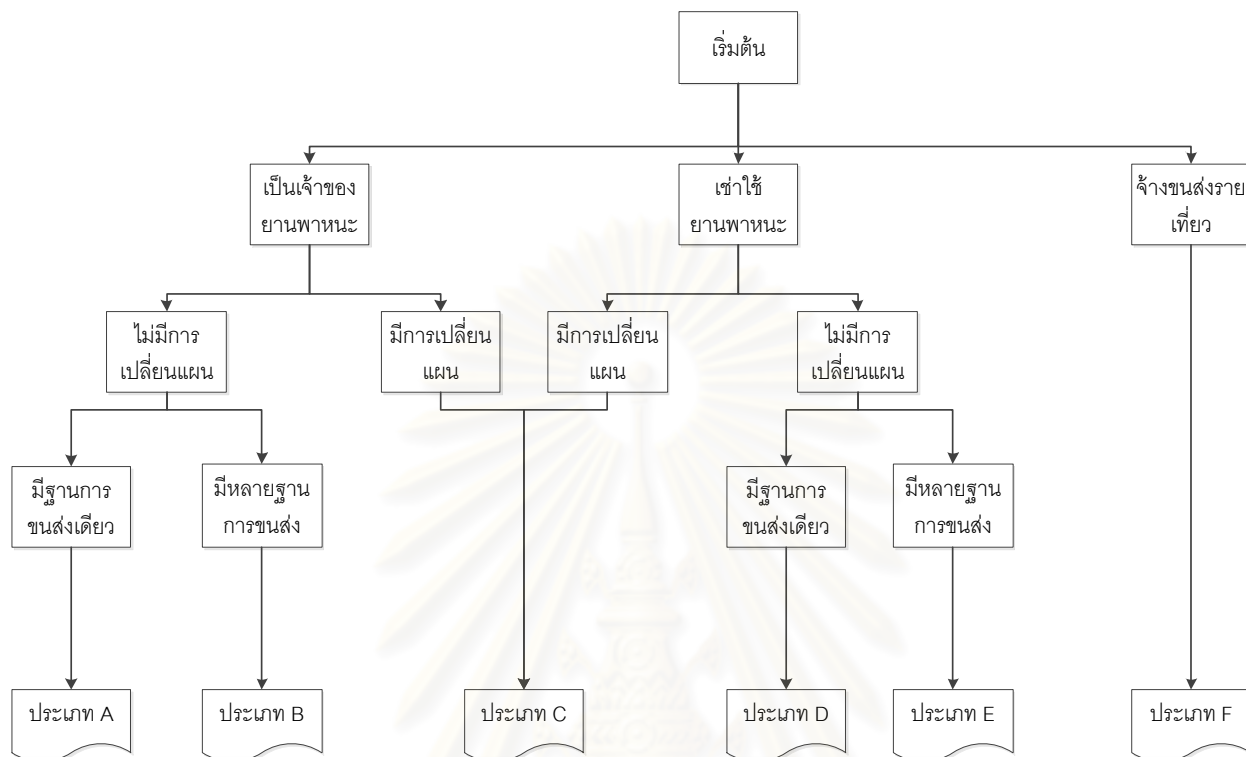 เริ่มต้น
เป็นเจ้าของ
ยานพาหนะ
เช่าใช้
ยานพาหนะ
จ้างขนส่งราย
เที่ยว
ไม่มีการ
เปลี่ยนแผน
มีการเปลี่ยน
แผน
มีการเปลี่ยน
แผน
ไม่มีการ
เปลี่ยนแผน
มีฐานการ
ขนส่งเดียว
มีหลายฐาน
การขนส่ง
มีฐานการ
ขนส่งเดียว
มีหลายฐาน
การขนส่ง
ประเภท A
ประเภท B
ประเภท C
ประเภท D
ประเภท E
ประเภท F